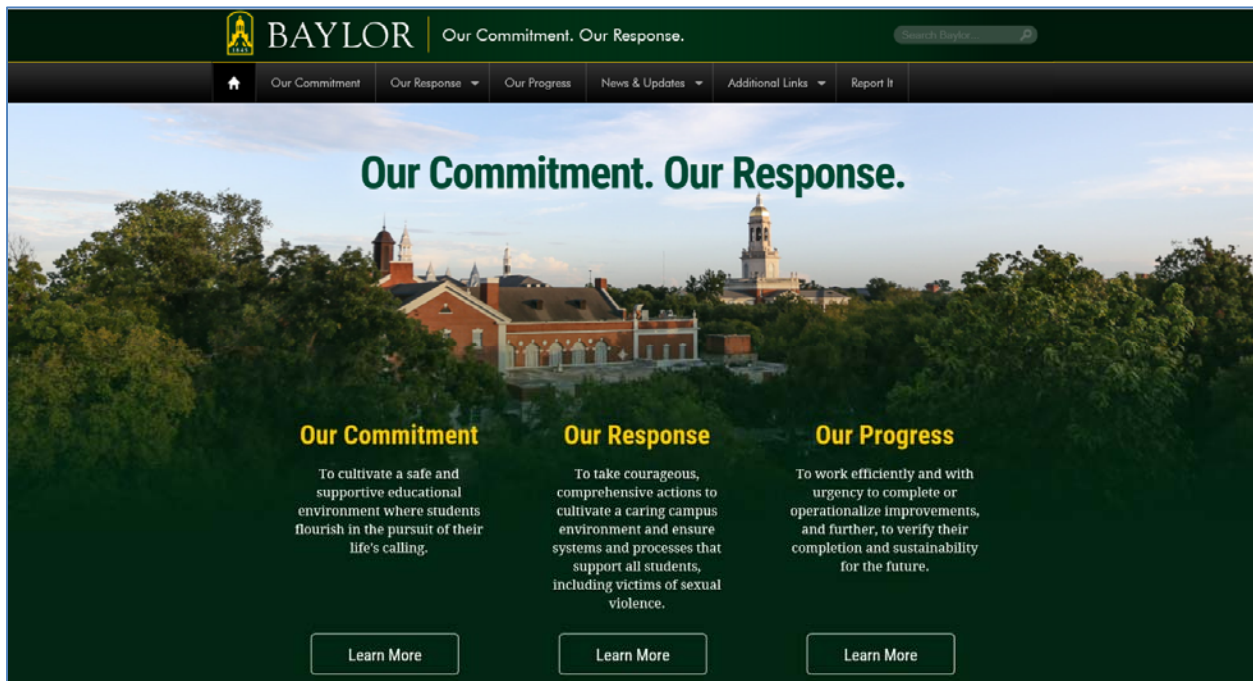 BAYLOR
1845
Our Commitment. Our Response.
Search Baylor...
Our Commitment
Our Response
Our Progress
News & Updates
Additional Links
Report It
Our Commitment. Our Response.
Our Commitment
To cultivate a safe and
supportive educational
environment where students
flourish in the pursuit of their
life's calling.
Learn More
Our Response
To take courageous,
comprehensive actions to
cultivate a caring campus
environment and ensure
systems and processes that
support all students,
including victims of sexual
violence.
Learn More
Our Progress
To work efficiently and with
urgency to complete or
operationalize improvements,
and further, to verify their
completion and sustainability
for the future.
Learn More